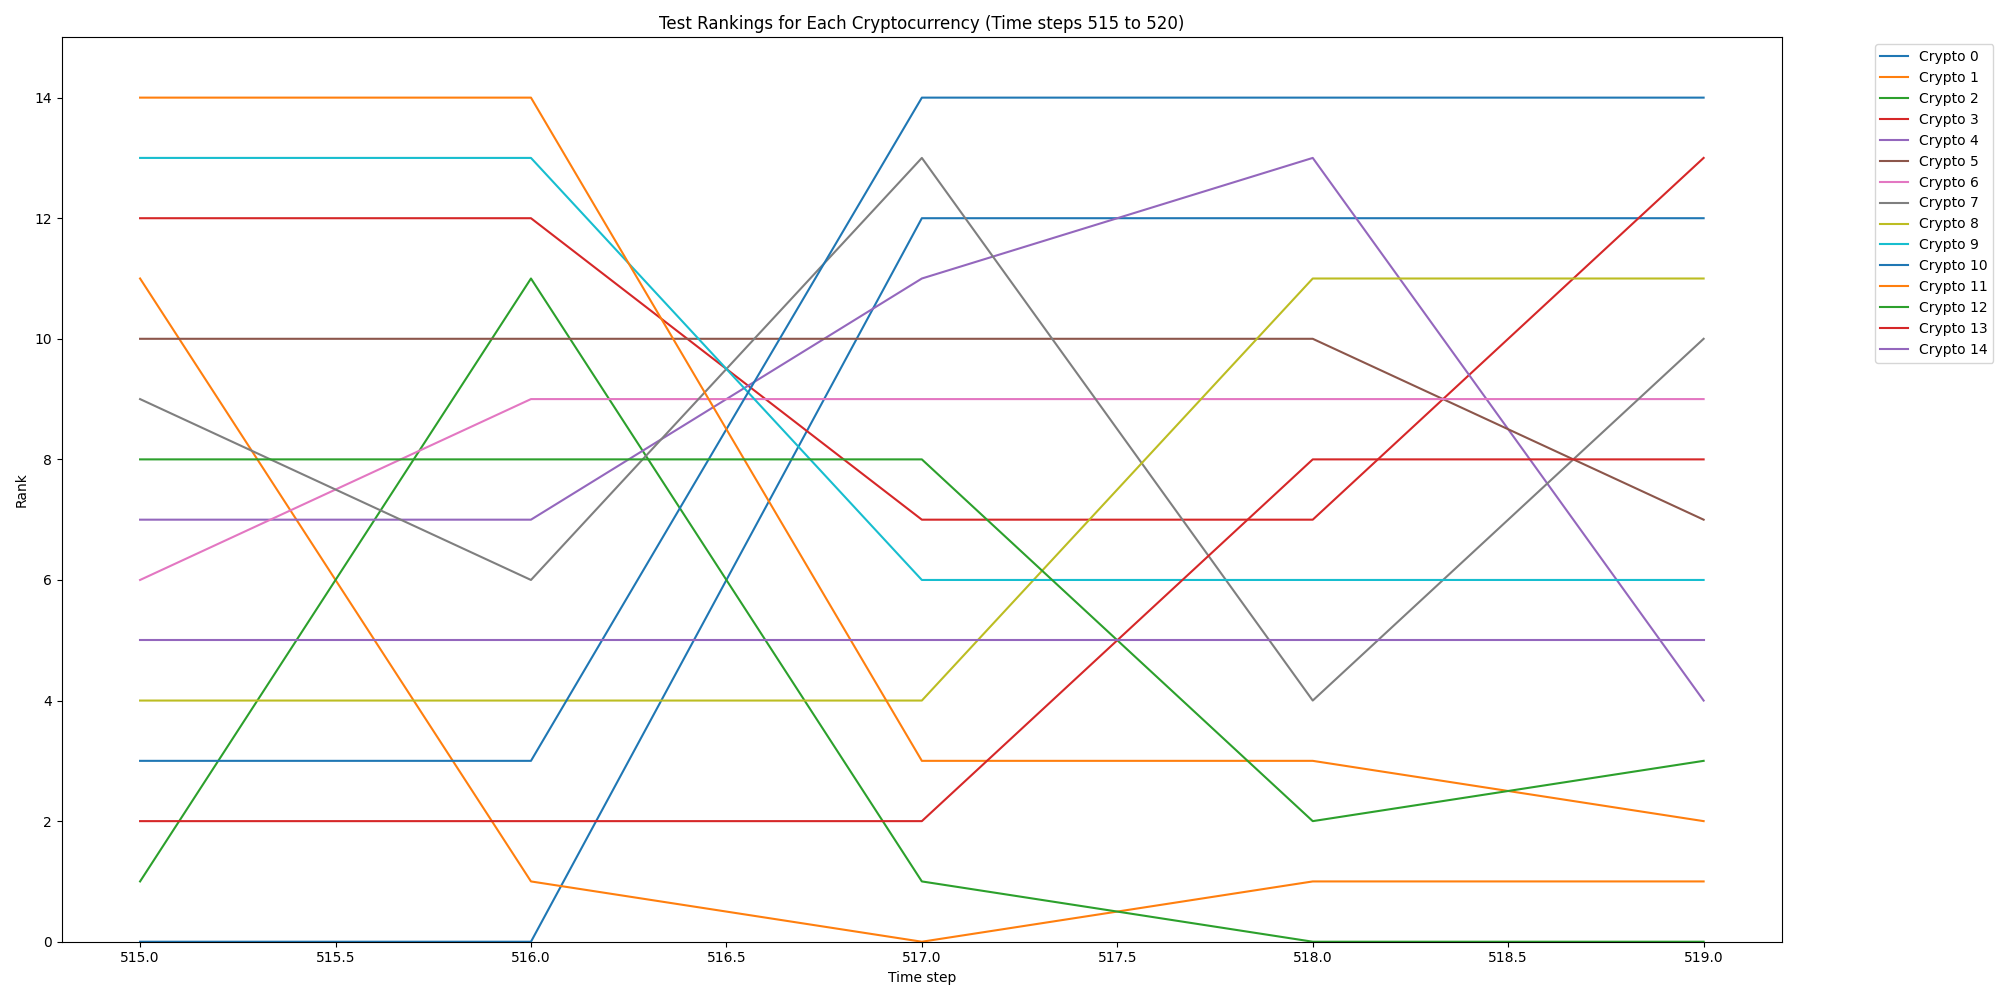 Test Rankings for Each Cryptocurrency (Time steps 515 to 520)
Rank
14
12
10
8
6
4
2
0
515.0
515.5
516.0
516.5
517.0
517.5
518.0
518.5
519.0
Time step
Crypto 0
Crypto 1
Crypto 2
Crypto 3
Crypto 4
Crypto 5
Crypto 6
Crypto 7
Crypto 8
Crypto 9
Crypto 10
Crypto 11
Crypto 12
Crypto 13
Crypto 14